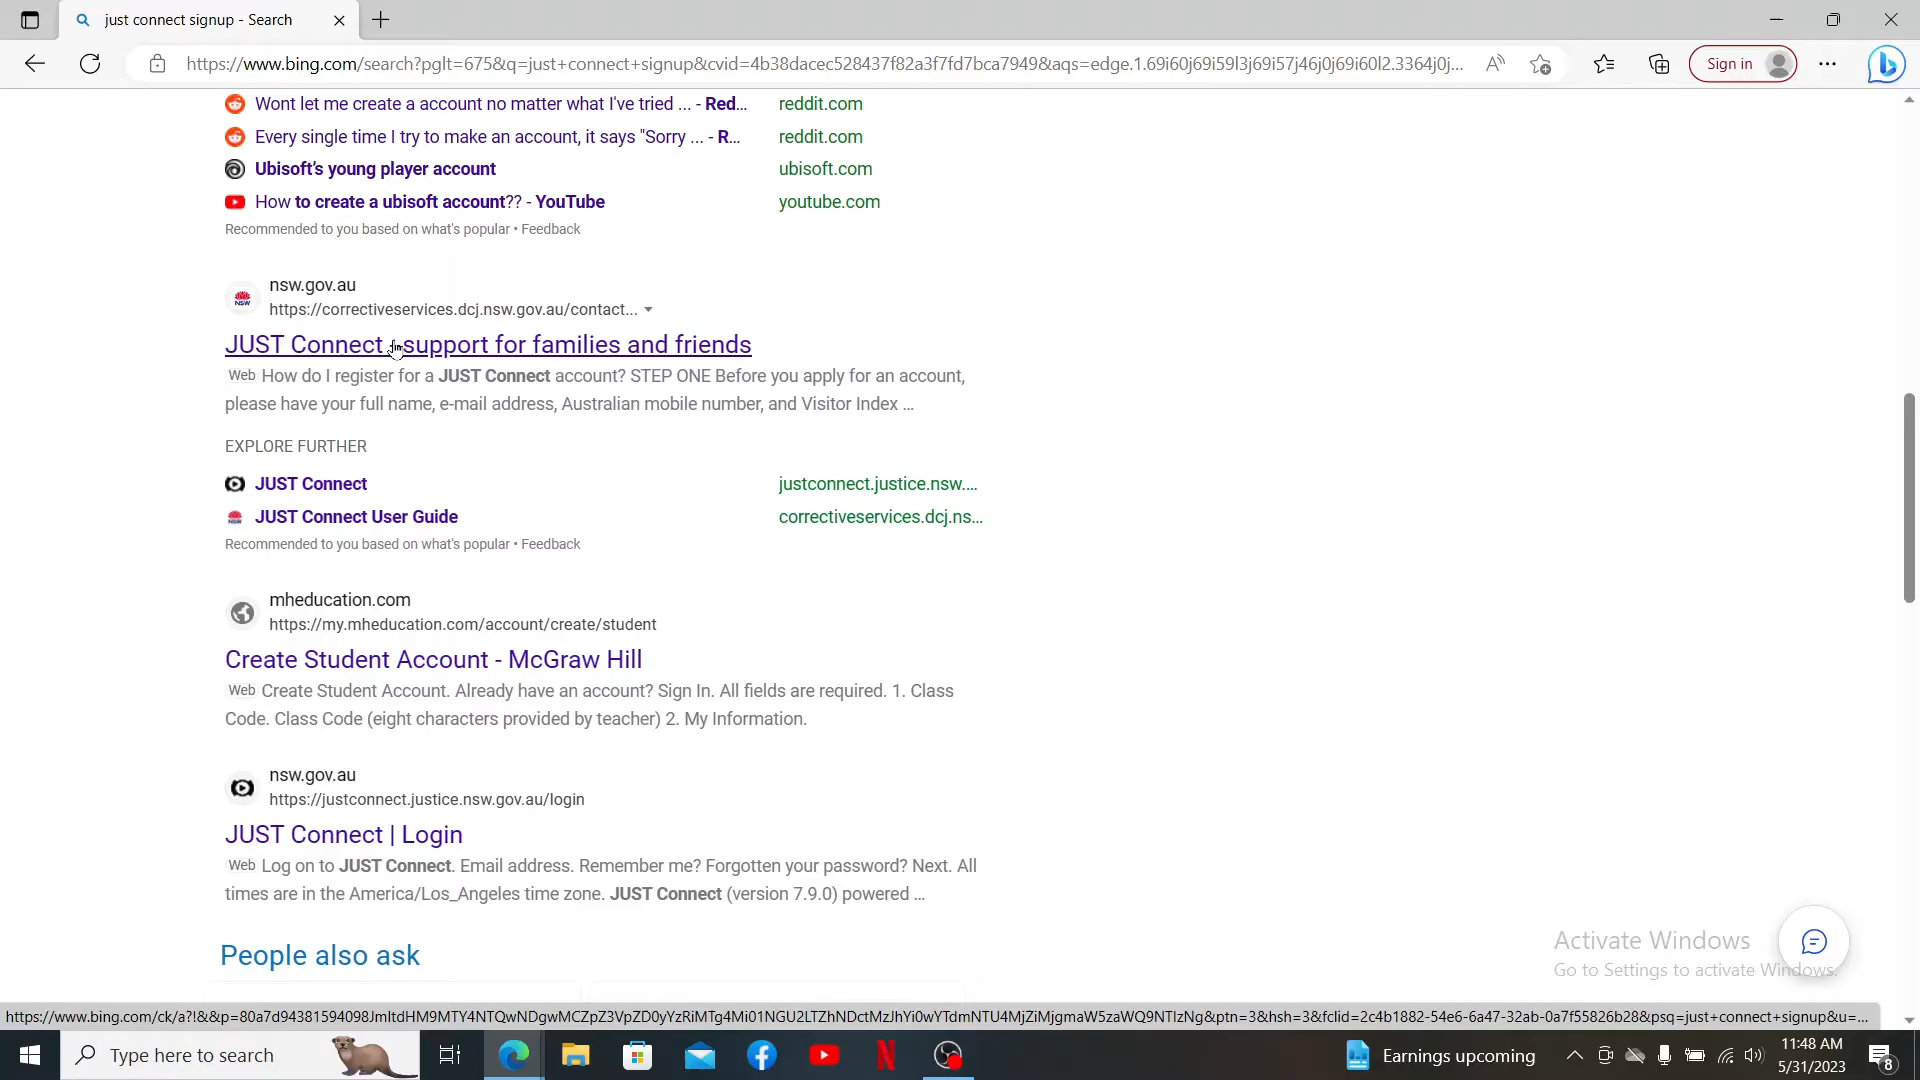 just connect signup - Search
https://www.bing.com/search?pglt=675&q=just+connect+signup&cvid=4b38dacec528437f82a3f7fd7bca7949&aqs=edge.1.69i60j69i59l3j69i57j46j0j69i60l2.3364j0j...
Sign in
Wont let me create a account no matter what I've tried ... - Red... reddit.com
Every single time I try to make an account, it says "Sorry ... - R... reddit.com
Ubisoft's young player account ubisoft.com
How to create a ubisoft account?? - YouTube youtube.com
Recommended to you based on what's popular • Feedback
nsw.gov.au
NSW
https://correctiveservices.dcj.nsw.gov.au/contact...
JUST Connect - support for families and friends
Web How do I register for a JUST Connect account? STEP ONE Before you apply for an account,
please have your full name, e-mail address, Australian mobile number, and Visitor Index ...
EXPLORE FURTHER
JUST Connect justconnect.justice.nsw....
JUST Connect User Guide correctiveservices.dcj.ns...
Recommended to you based on what's popular • Feedback
mheducation.com
https://my.mheducation.com/account/create/student
Create Student Account - McGraw Hill
Web Create Student Account. Already have an account? Sign In. All fields are required. 1. Class
Code. Class Code (eight characters provided by teacher) 2. My Information.
nsw.gov.au
https://justconnect.justice.nsw.gov.au/login
JUST Connect | Login
Web Log on to JUST Connect. Email address. Remember me? Forgotten your password? Next. All
times are in the America/Los_Angeles time zone. JUST Connect (version 7.9.0) powered ...
People also ask
Activate Windows
Go to Settings to activate Windows.
https://www.bing.com/ck/a?!&&p=80a7d94381594098JmltdHM9MTY4NTQwNDgwMCZpZ3VpZD0yYzRiMTg4Mi01NGU2LTZhNDctMzJhYi0wYTdmNTU4MjZiMjgmaW5zaWQ9NTIzNg&ptn=3&hsh=3&fclid=2c4b1882-54e6-6a47-32ab-0a7f55826b28&psq=just+connect+signup&u=...
Type here to search
Earnings upcoming
11:48 AM
5/31/2023
8